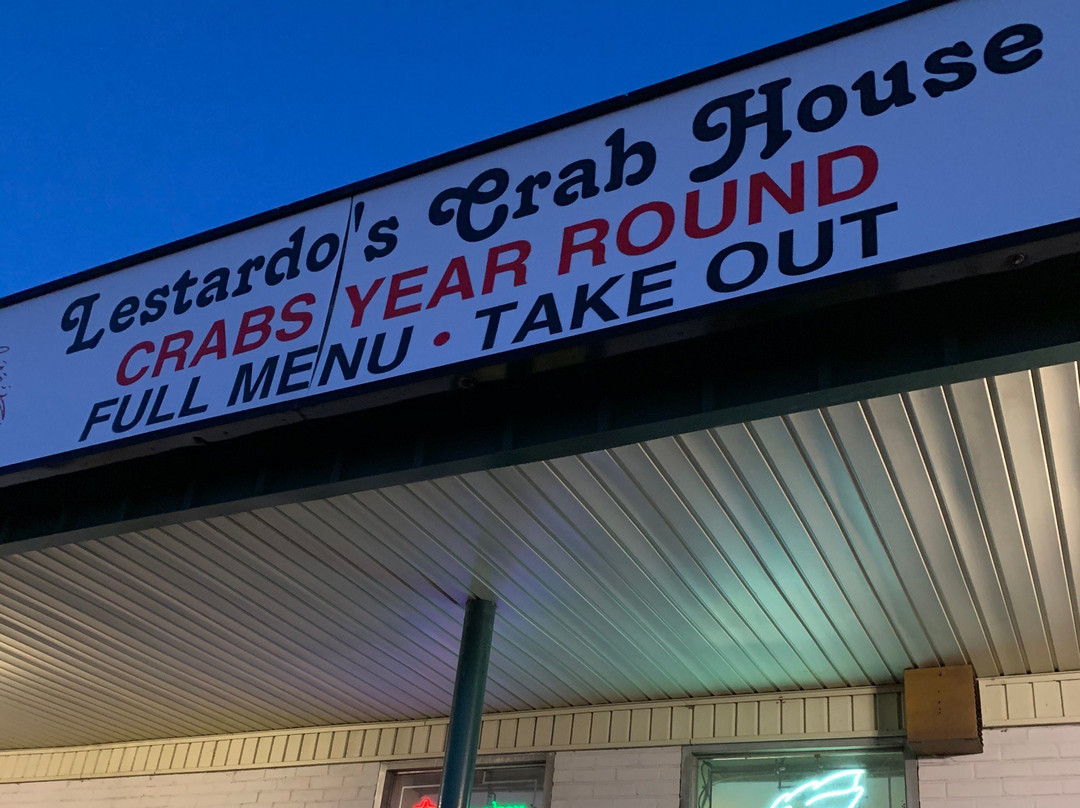 Lestardo's Crab House
CRABS YEAR ROUND
FULL MENU • TAKE OUT